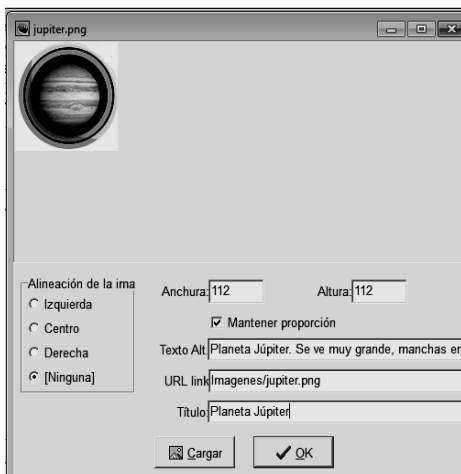 jupiter.png
Alineación de la ima
Izquierda
Centro
Derecha
[Ninguna]
Anchura: 112
Altura: 112
Mantener proporción
Texto Alt. Planeta Júpiter. Se ve muy grande, manchas en
URL link Imagenes/jupiter.png
Título: Planeta Júpiter
Cargar
OK